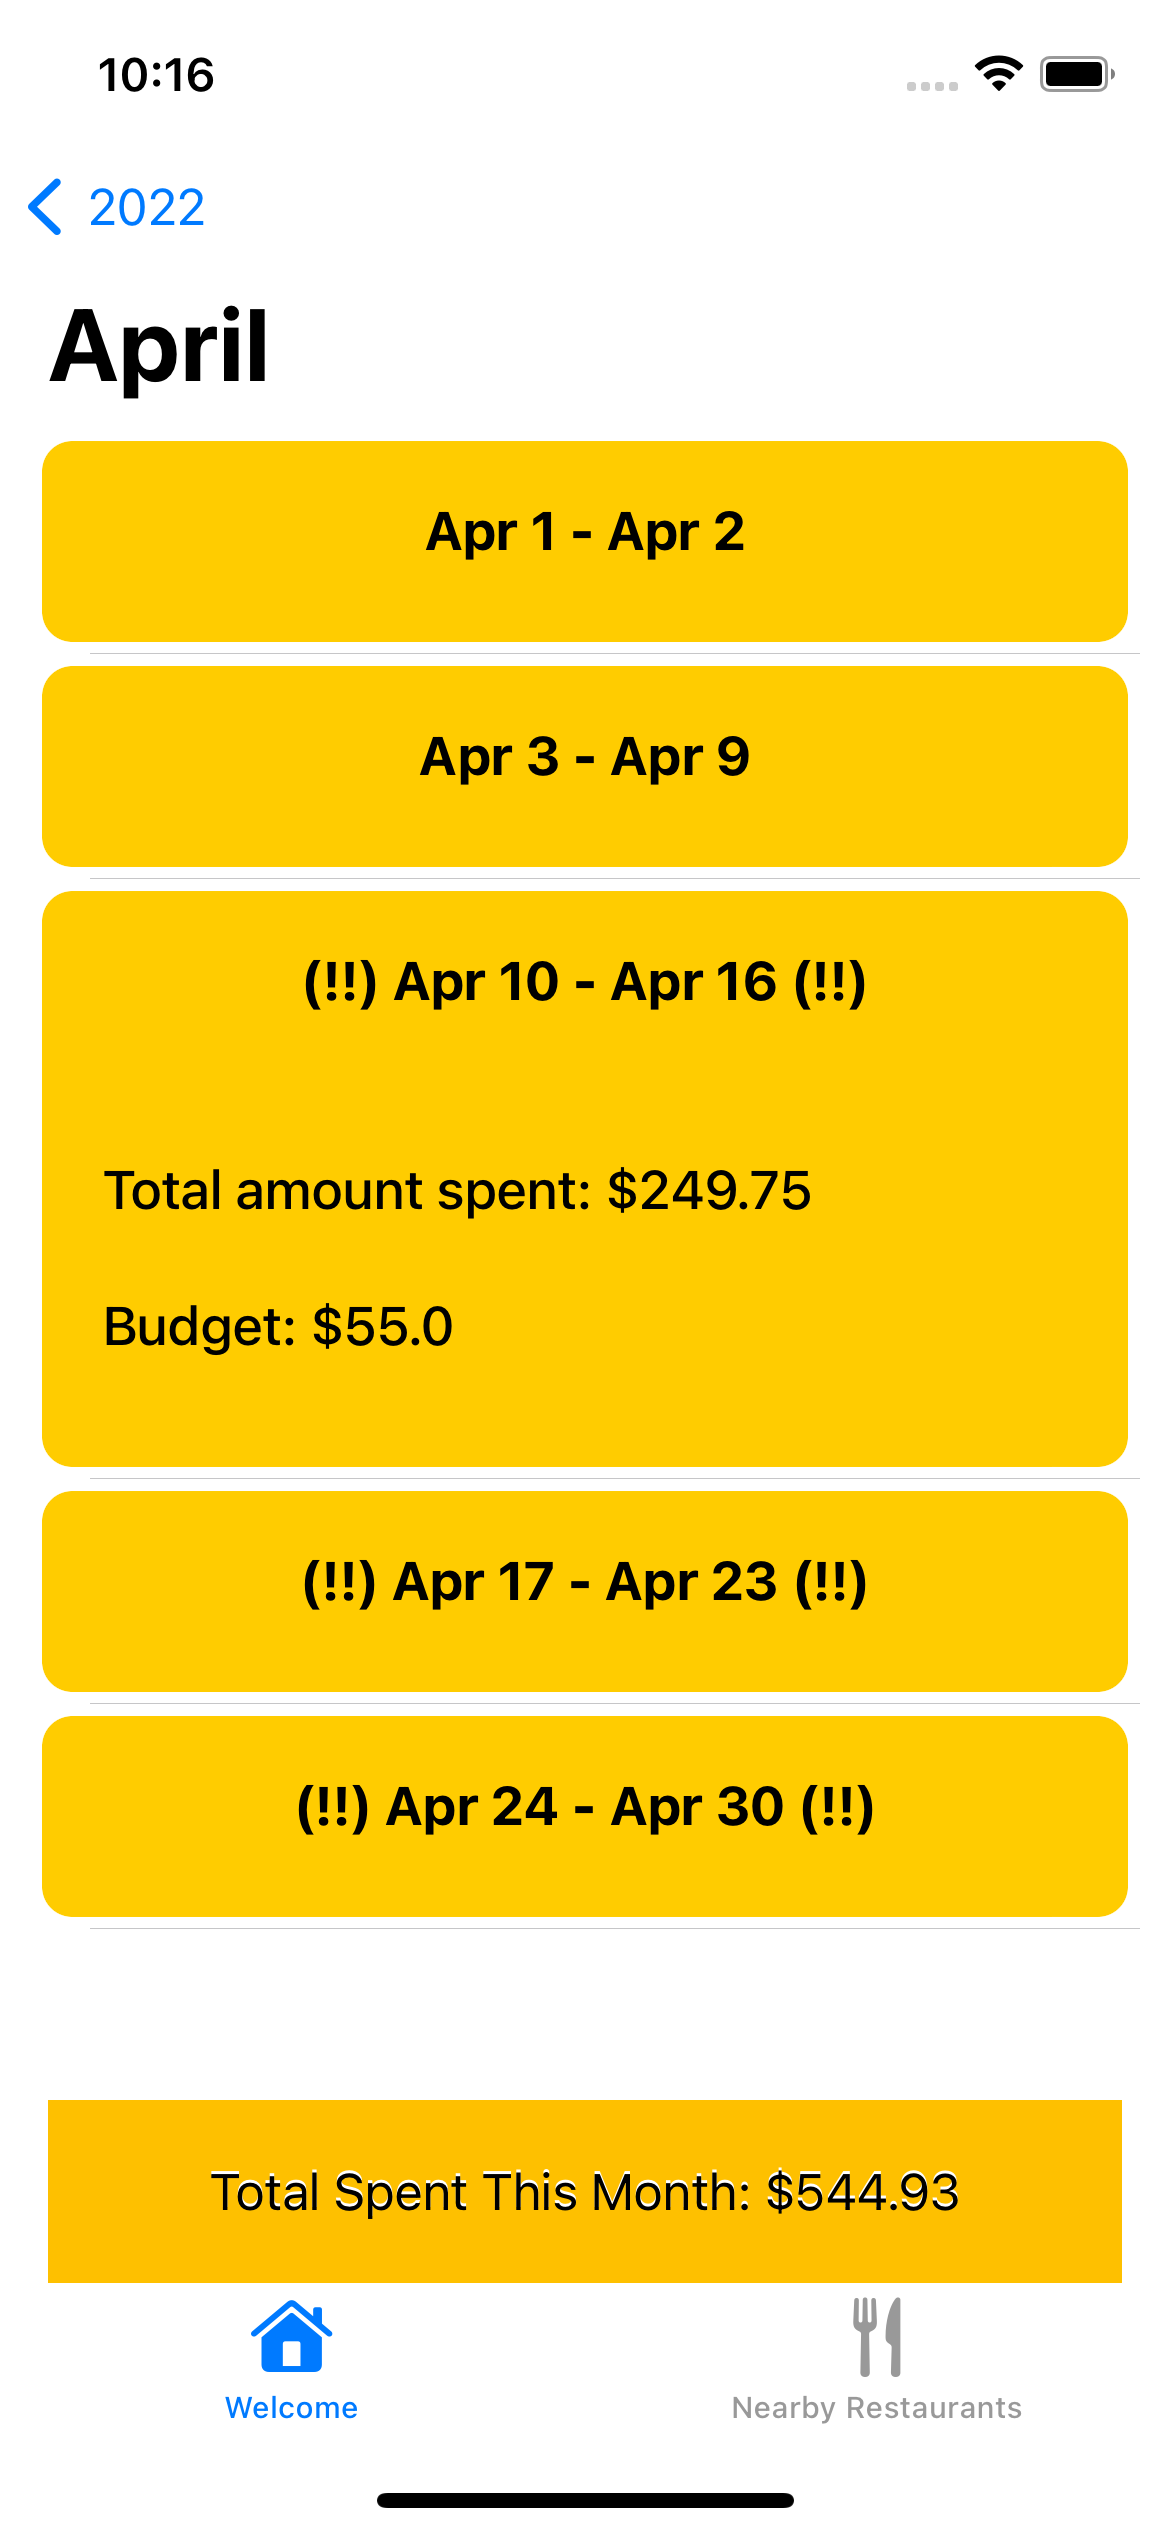 10:16
2022
April
Apr 1 - Apr 2
Apr 3 - Apr 9
(!!) Apr 10 - Apr 16 (!!)
Total amount spent: $249.75
Budget: $55.0
(!!) Apr 17 - Apr 23 (!!)
(!!) Apr 24 - Apr 30 (!!)
Total Spent This Month: $544.93
Welcome
Nearby Restaurants